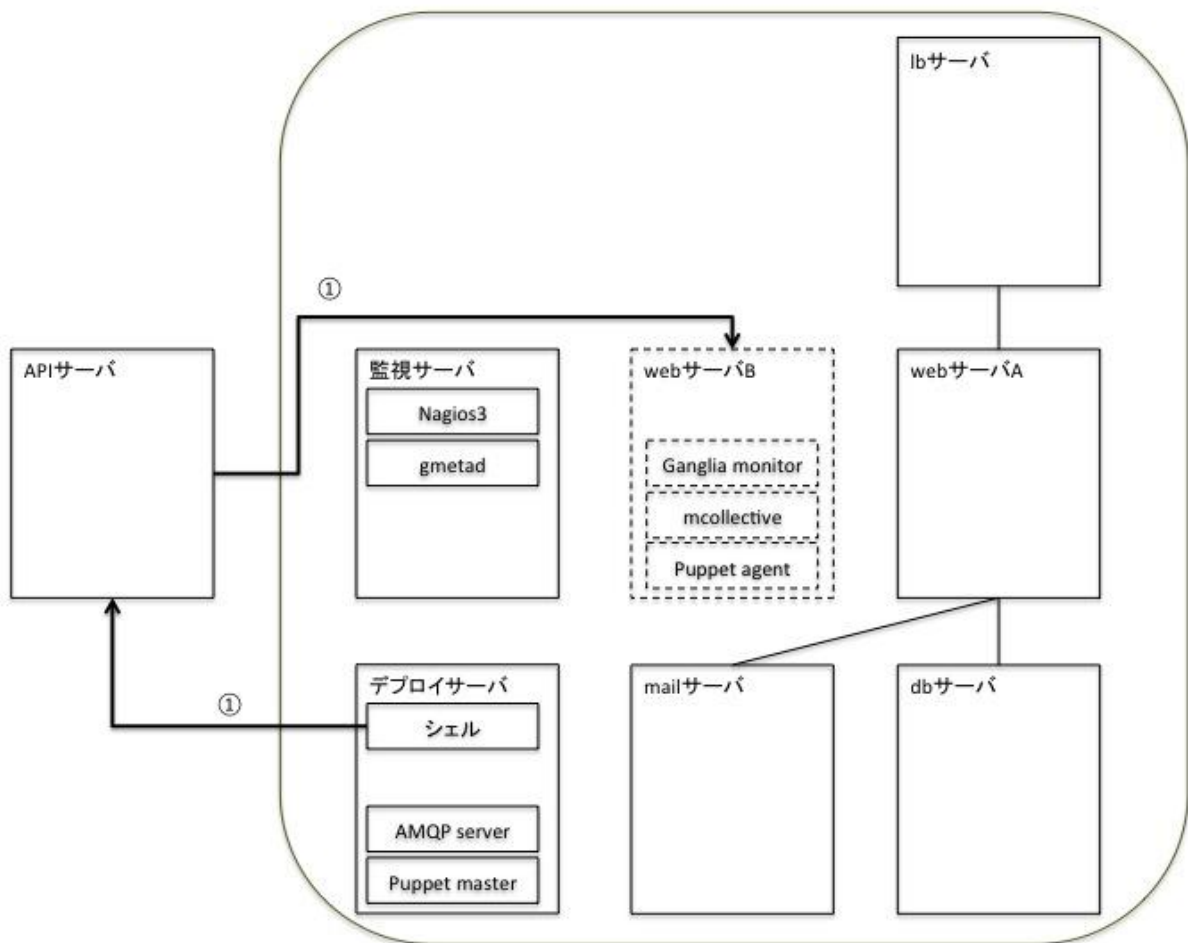 lbサーバ
①
APIサーバ
監視サーバ
Nagios3
gmetad
webサーバB
Ganglia monitor
mcollective
Puppet agent
webサーバA
①
デプロイサーバ
シェル
AMQP server
Puppet master
mailサーバ
dbサーバ